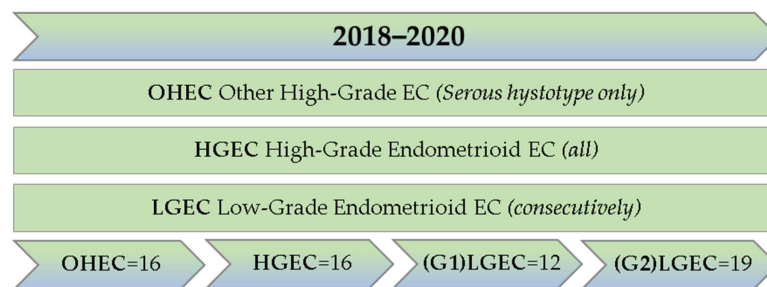 2018–2020
OHEC Other High-Grade EC (Serous hystotype only)
HGEC High-Grade Endometrioid EC (all)
LGEC Low-Grade Endometrioid EC (consecutively)
OHEC=16 HGEC=16 (G1)LGEC=12 (G2)LGEC=19